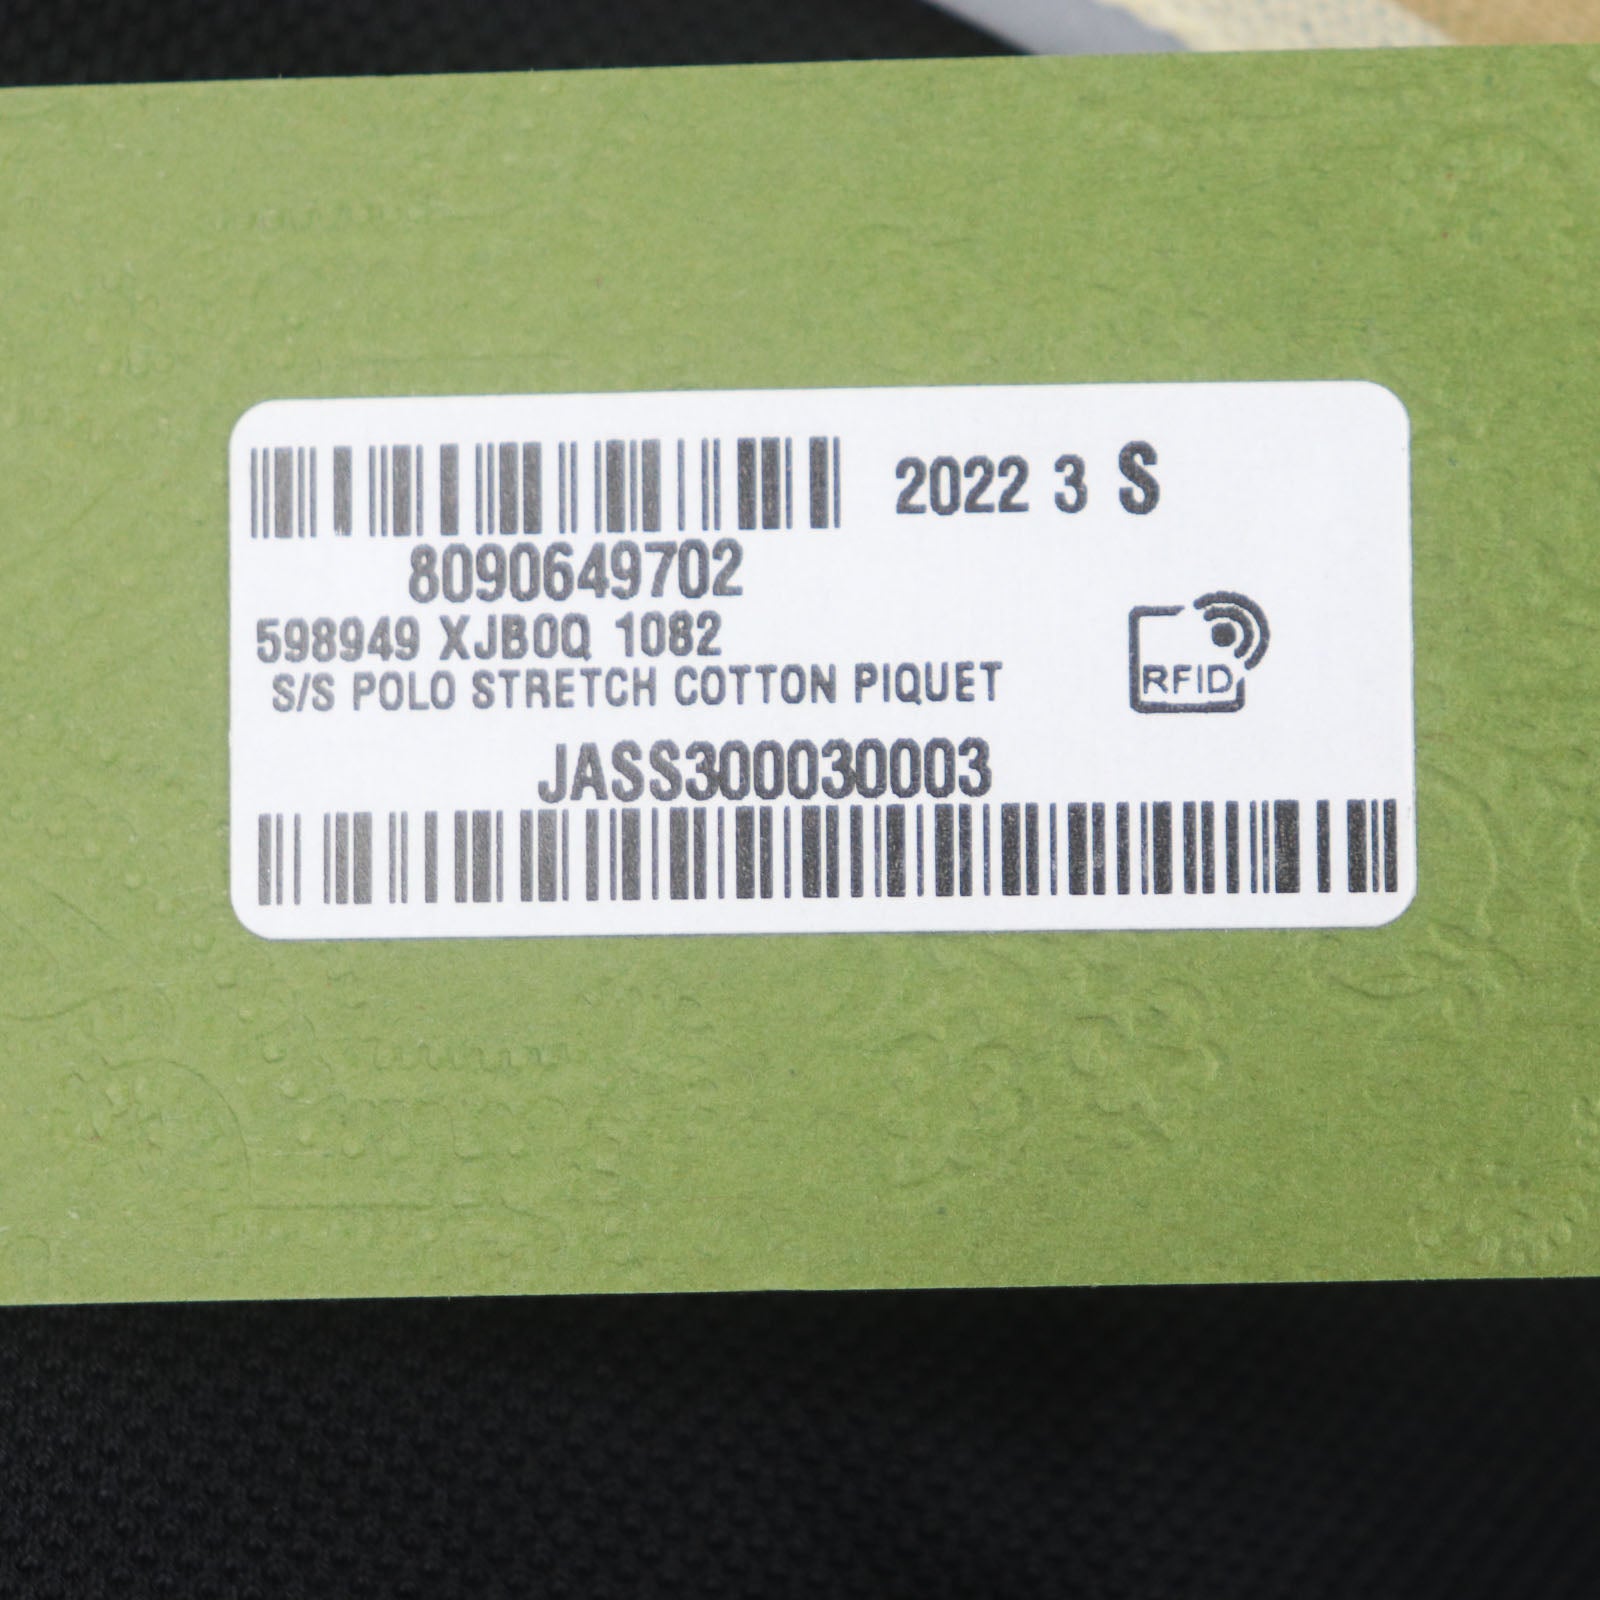 2022 3 S
8090649702
598949 XJB0Q 1082
S/S POLO STRETCH COTTON PIQUET
RFID
JASS300030003